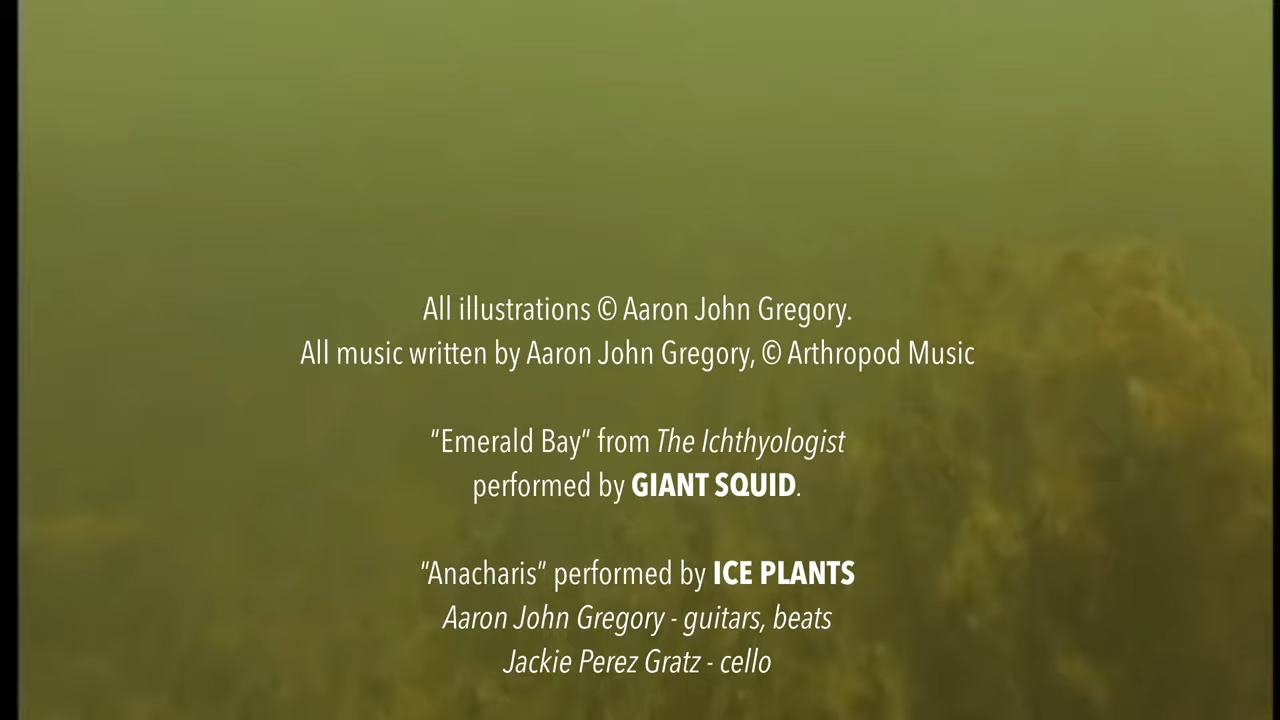 All illustrations © Aaron John Gregory.
All music written by Aaron John Gregory, © Arthropod Music
"Emerald Bay" from The Ichthyologist
performed by GIANT SQUID.
"Anacharis" performed by ICE PLANTS
Aaron John Gregory - guitars, beats
Jackie Perez Gratz - cello